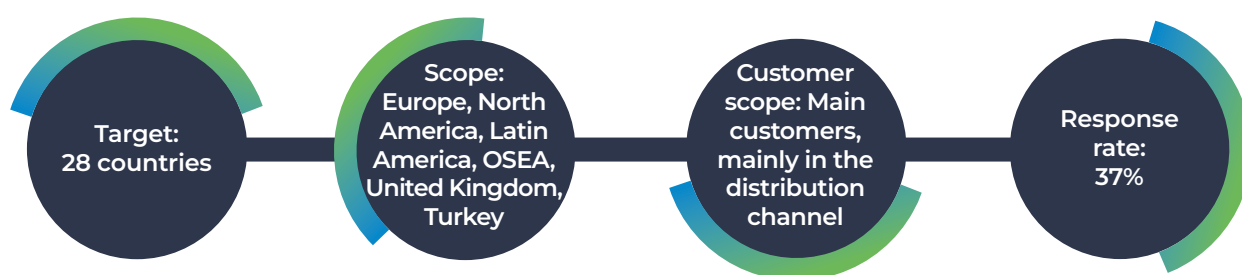 Target:
28 countries
Scope:
Europe, North
America, Latin
America, OSEA,
United Kingdom,
Turkey
Customer
scope: Main
customers,
mainly in the
distribution
channel
Response
rate:
37%